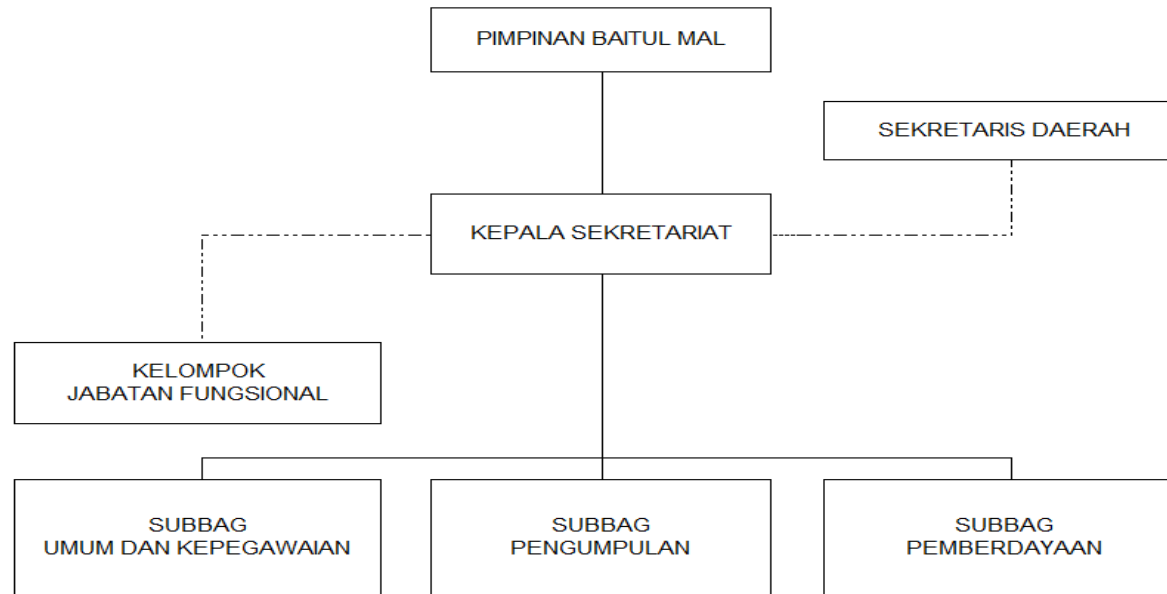 PIMPINAN BAITUL MAL
SEKRETARIS DAERAH
KEPALA SEKRETARIAT
KELOMPOK
JABATAN FUNGSIONAL
SUBBAG
UMUM DAN KEPEGAWAIAN
SUBBAG
PENGUMPULAN
SUBBAG
PEMBERDAYAAN